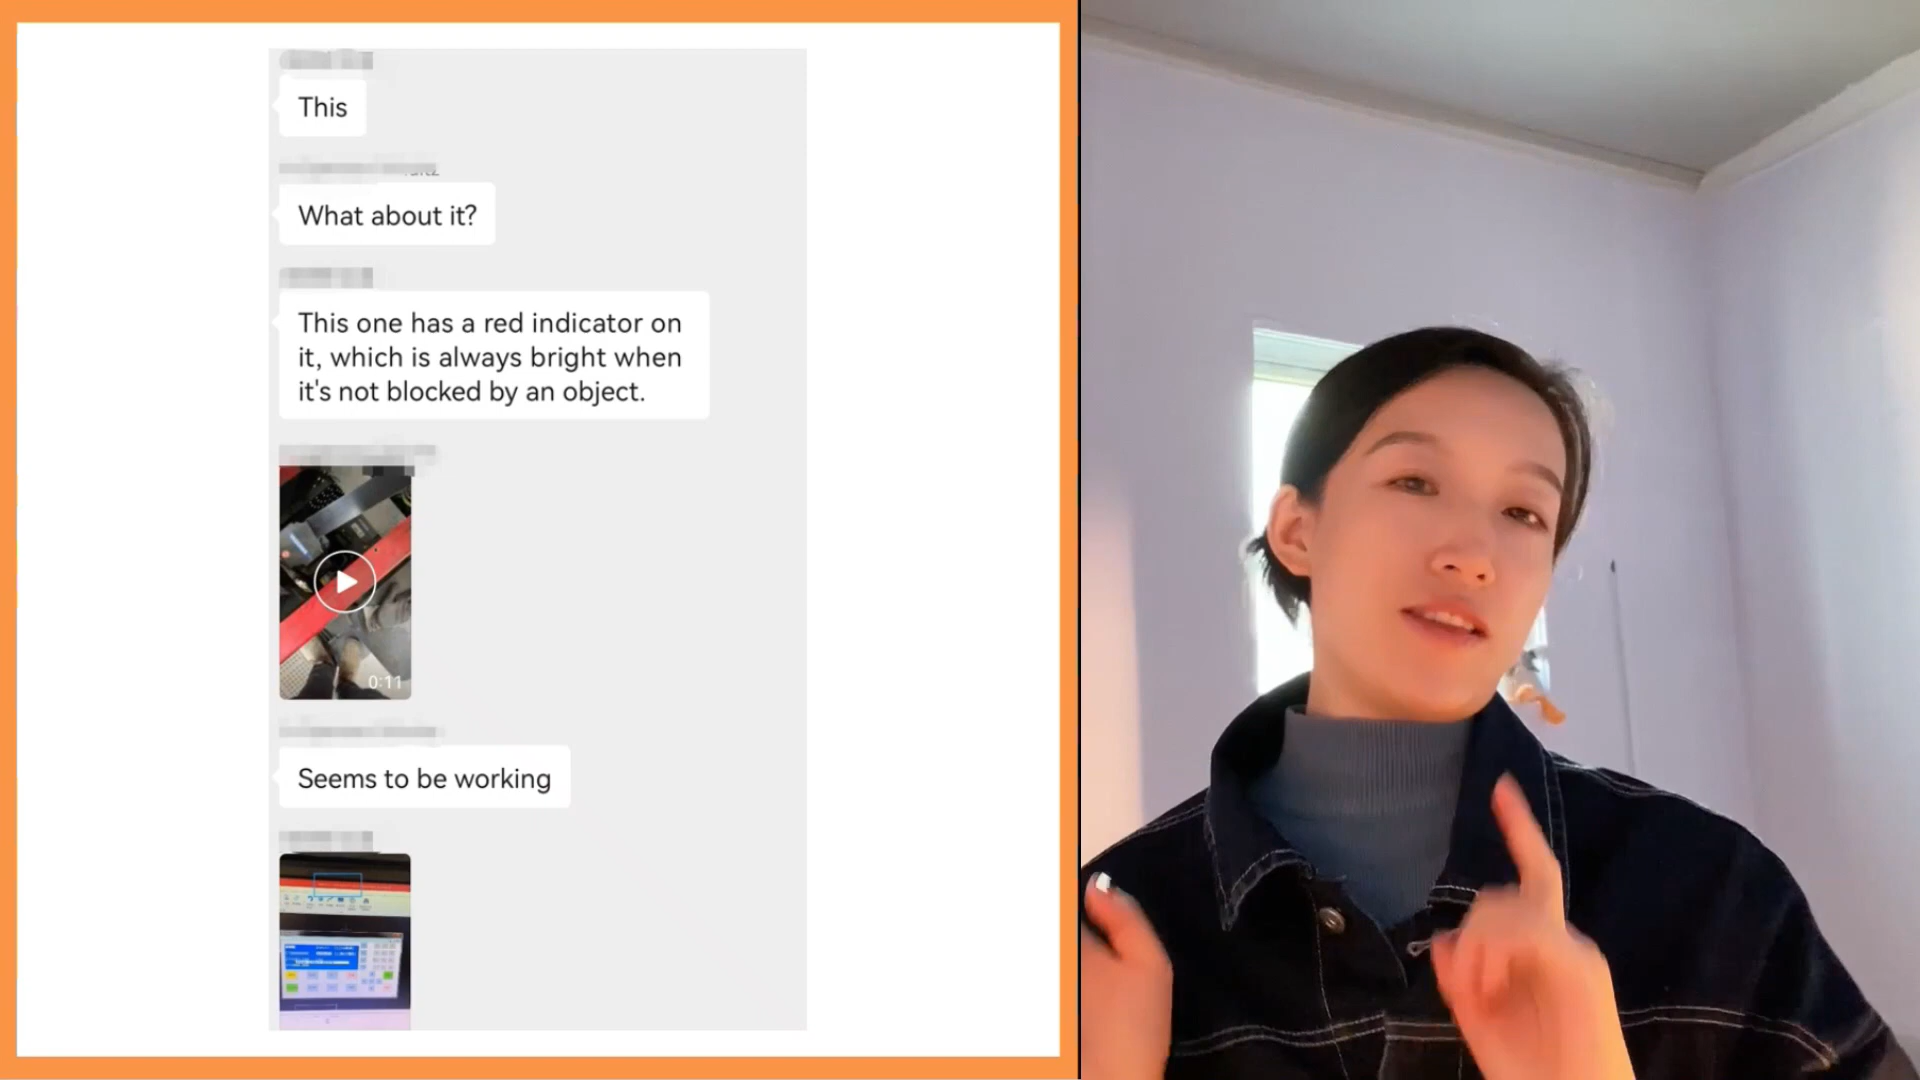 This
What about it?
This one has a red indicator on
it, which is always bright when
it's not blocked by an object.
0:11
Seems to be working